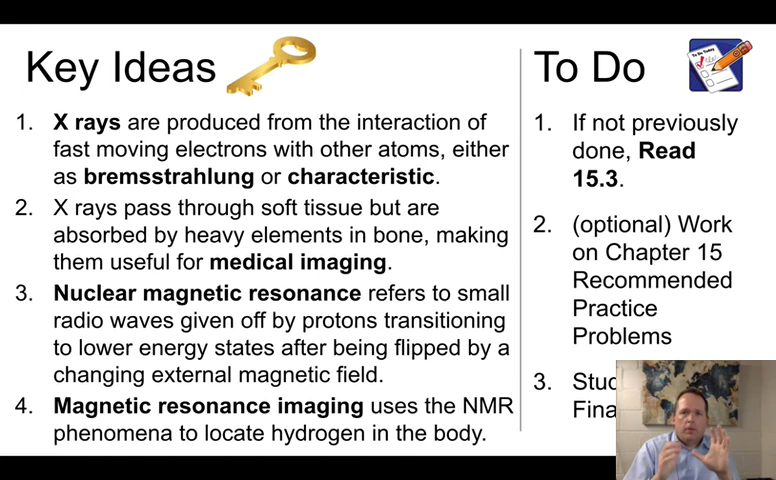 Key Ideas
1. X rays are produced from the interaction of
fast moving electrons with other atoms, either
as bremsstrahlung or characteristic.
2. X rays pass through soft tissue but are
absorbed by heavy elements in bone, making
them useful for medical imaging.
3. Nuclear magnetic resonance refers to small
radio waves given off by protons transitioning
to lower energy states after being flipped by a
changing external magnetic field.
4. Magnetic resonance imaging uses the NMR
phenomena to locate hydrogen in the body.
To Do
1. If not previously
done, Read
15.3.
2. (optional) Work
on Chapter 15
Recommended
Practice
Problems
3.